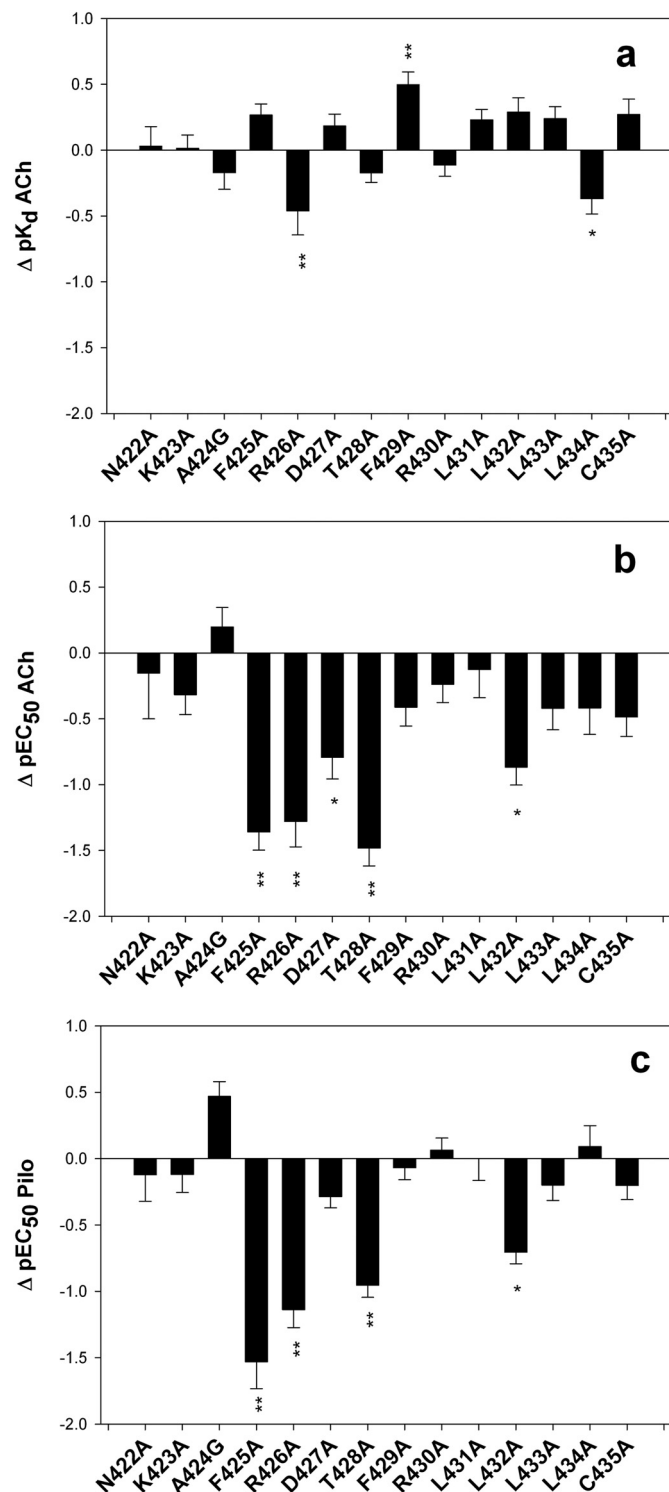 a
1.0
0.5
0.0
-0.5
-1.0
-1.5
-2.0
Δ pKd ACh
**
**
*
N422A
K423A
A424G
F425A
R426A
D427A
T428A
F429A
R430A
L431A
L432A
L433A
L434A
C435A
b
1.0
0.5
0.0
-0.5
-1.0
-1.5
-2.0
Δ pEC50 ACh
**
**
*
**
*
N422A
K423A
A424G
F425A
R426A
D427A
T428A
F429A
R430A
L431A
L432A
L433A
L434A
C435A
c
1.0
0.5
0.0
-0.5
-1.0
-1.5
-2.0
Δ pEC50 Pilo
**
**
**
*
N422A
K423A
A424G
F425A
R426A
D427A
T428A
F429A
R430A
L431A
L432A
L433A
L434A
C435A